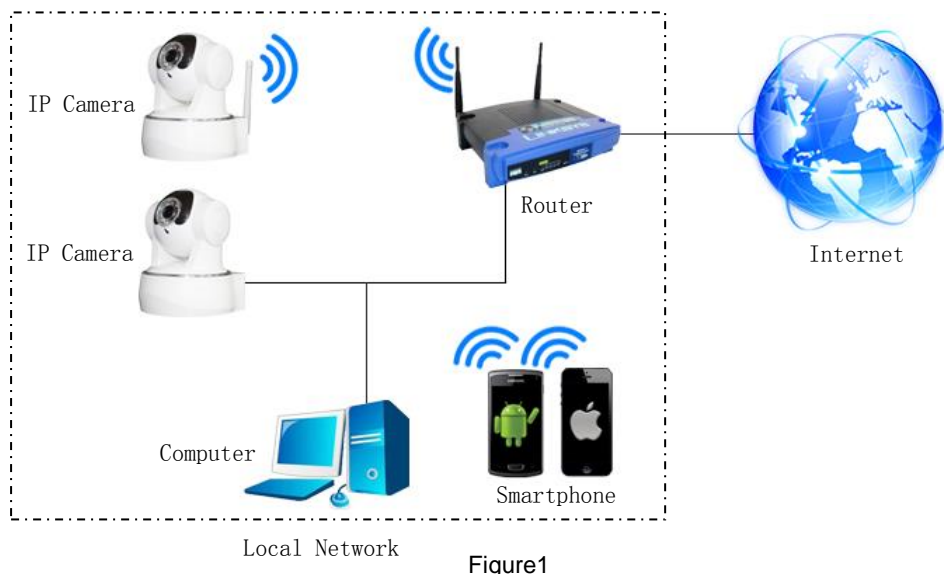 IP Camera
Router
Internet
IP Camera
Computer
Smartphone
Local Network
Figure1